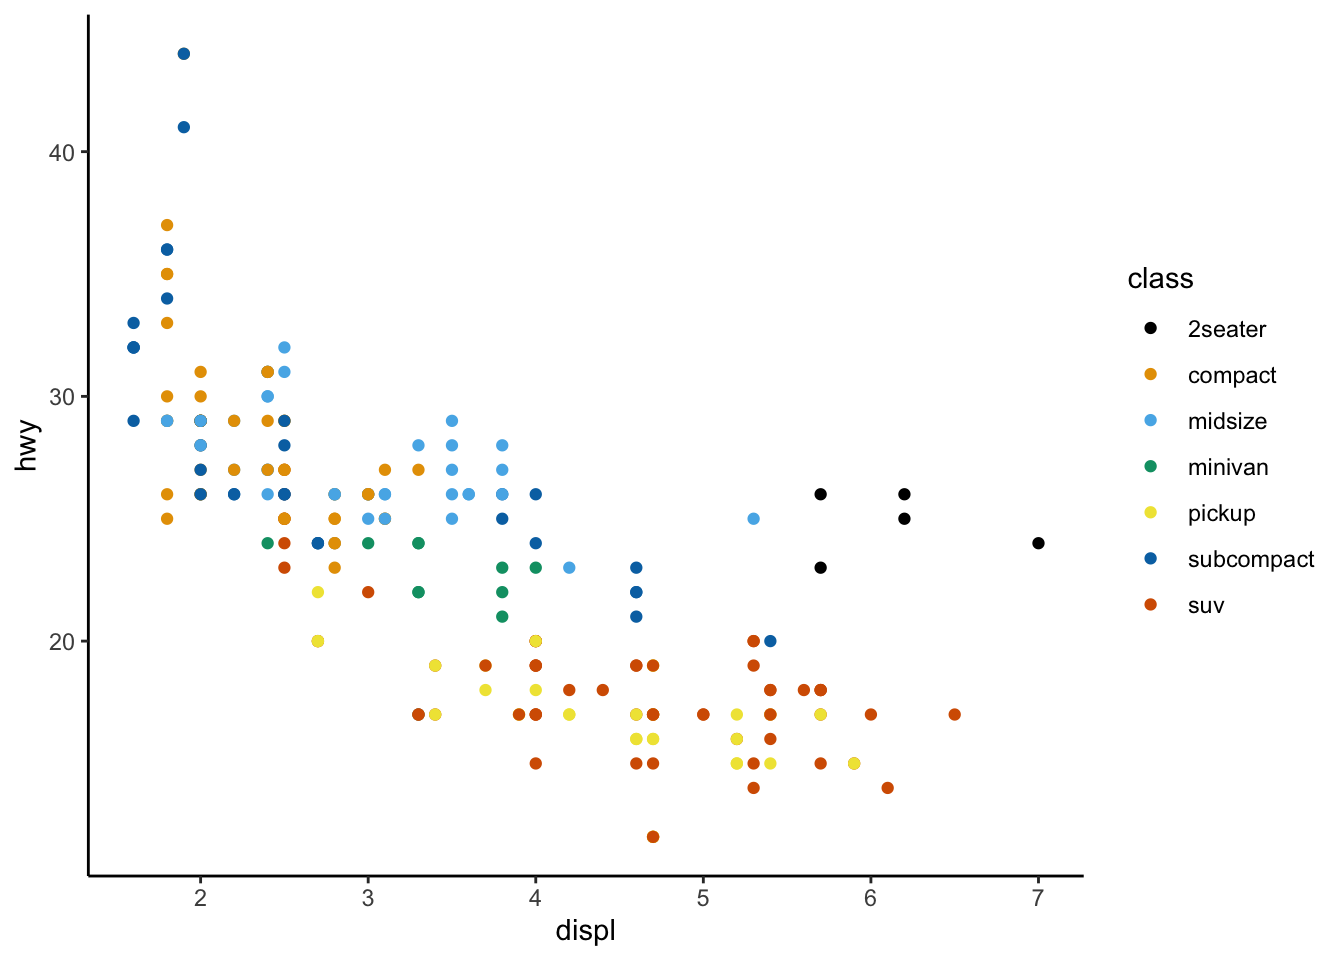 40
30
20
hwy
2
3
4
5
6
7
displ
class
2seater
compact
midsize
minivan
pickup
subcompact
suv